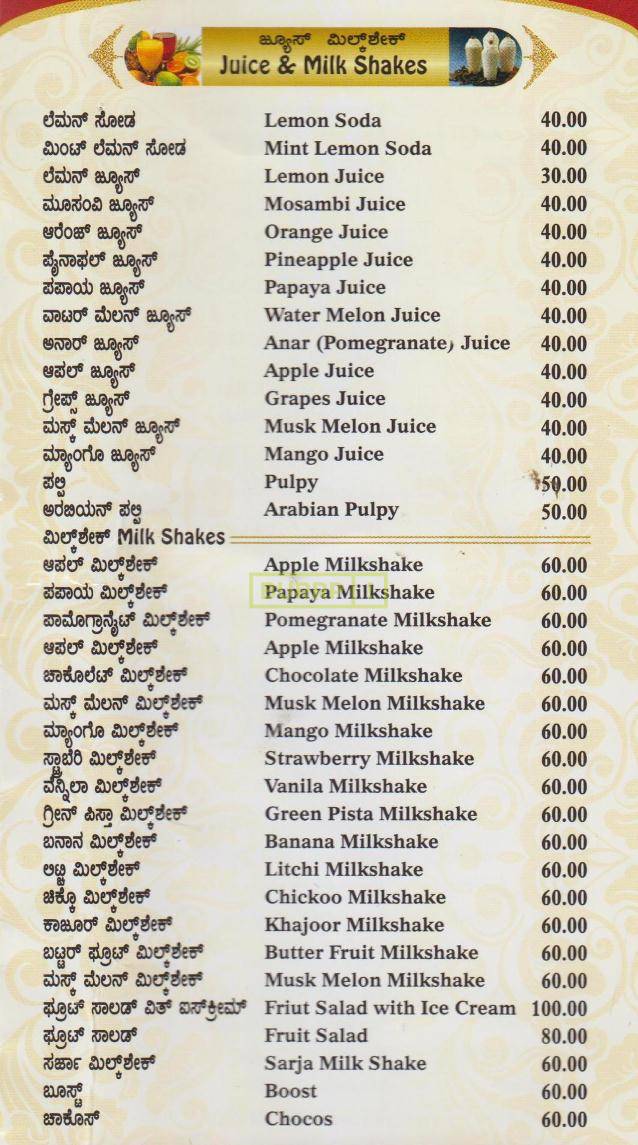 ಜ್ಯೂಸ್ ಮಿಲ್ಕ್‌ಶೇಕ್
Juice & Milk Shakes
ಲೆಮನ್ ಸೋಡ Lemon Soda 40.00
ಮಿಂಟ್ ಲೆಮನ್ ಸೋಡ Mint Lemon Soda 40.00
ಲೆಮನ್ ಜ್ಯೂಸ್ Lemon Juice 30.00
ಮೂಸಂವಿ ಜ್ಯೂಸ್ Mosambi Juice 40.00
ಆರೆಂಜ್ ಜ್ಯೂಸ್ Orange Juice 40.00
ಪೈನಾಫಲ್ ಜ್ಯೂಸ್ Pineapple Juice 40.00
ಪಪಾಯ ಜ್ಯೂಸ್ Papaya Juice 40.00
ವಾಟರ್ ಮೆಲನ್ ಜ್ಯೂಸ್ Water Melon Juice 40.00
ಅನಾರ್ ಜ್ಯೂಸ್ Anar (Pomegranate) Juice 40.00
ಆಪಲ್ ಜ್ಯೂಸ್ Apple Juice 40.00
ಗ್ರೇಪ್ಸ್ ಜ್ಯೂಸ್ Grapes Juice 40.00
ಮಸ್ಕ್ ಮೆಲನ್ ಜ್ಯೂಸ್ Musk Melon Juice 40.00
ಮ್ಯಾಂಗೊ ಜ್ಯೂಸ್ Mango Juice 40.00
ಪಲ್ಪಿ Pulpy 50.00
ಅರಬಿಯನ್ ಪಲ್ಪಿ Arabian Pulpy 50.00
ಮಿಲ್ಕ್‌ಶೇಕ್ Milk Shakes
ಆಪಲ್ ಮಿಲ್ಕ್‌ಶೇಕ್ Apple Milkshake 60.00
ಪಪಾಯ ಮಿಲ್ಕ್‌ಶೇಕ್ Papaya Milkshake 60.00
ಪಾಮೊಗ್ರಾನೈಟ್ ಮಿಲ್ಕ್‌ಶೇಕ್ Pomegranate Milkshake 60.00
ಆಪಲ್ ಮಿಲ್ಕ್‌ಶೇಕ್ Apple Milkshake 60.00
ಚಾಕೊಲೆಟ್ ಮಿಲ್ಕ್‌ಶೇಕ್ Chocolate Milkshake 60.00
ಮಸ್ಕ್ ಮೆಲನ್ ಮಿಲ್ಕ್‌ಶೇಕ್ Musk Melon Milkshake 60.00
ಮ್ಯಾಂಗೊ ಮಿಲ್ಕ್‌ಶೇಕ್ Mango Milkshake 60.00
ಸ್ಟ್ರಾಬೆರಿ ಮಿಲ್ಕ್‌ಶೇಕ್ Strawberry Milkshake 60.00
ವೆನ್ನಿಲಾ ಮಿಲ್ಕ್‌ಶೇಕ್ Vanila Milkshake 60.00
ಗ್ರೀನ್ ಪಿಸ್ತಾ ಮಿಲ್ಕ್‌ಶೇಕ್ Green Pista Milkshake 60.00
ಬನಾನ ಮಿಲ್ಕ್‌ಶೇಕ್ Banana Milkshake 60.00
ಮಿಲ್ಕ್‌ಶೇಕ್ Litchi Milkshake 60.00
ಚಿಕ್ಕೊ ಮಿಲ್ಕ್‌ಶೇಕ್ Chickoo Milkshake 60.00
ಕಾಜೂರ್ ಮಿಲ್ಕ್‌ಶೇಕ್ Khajoor Milkshake 60.00
ಬಟ್ಟರ್ ಫ್ರೂಟ್ ಮಿಲ್ಕ್‌ಶೇಕ್ Butter Fruit Milkshake 60.00
ಮಸ್ಕ್ ಮೆಲನ್ ಮಿಲ್ಕ್‌ಶೇಕ್ Musk Melon Milkshake 60.00
ಫ್ರೂಟ್ ಸಾಲಡ್ ವಿತ್ ಐಸ್‌ಕ್ರೀಮ್ Friut Salad with Ice Cream 100.00
ಫ್ರೂಟ್ ಸಾಲಡ್ Fruit Salad 80.00
ಸರ್ಜಾ ಮಿಲ್ಕ್‌ಶೇಕ್ Sarja Milk Shake 60.00
ಬೂಸ್ಟ್ Boost 60.00
ಚಾಕೊಸ್ Chocos 60.00